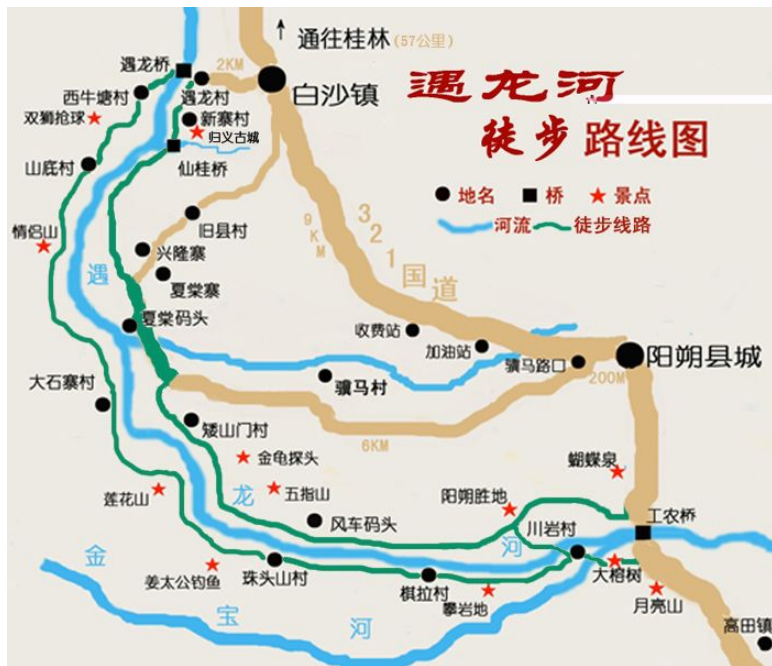 通往桂林(57公里)
遇龙桥
2KM
白沙镇
遇龙河
徒步路线图
西牛塘村
遇龙村
双狮抢球
新寨村
归义古城
仙桂桥
山底村
地名
桥
景点
河流
徒步线路
旧县村
情侣山
兴隆寨
夏棠寨
9KM
321国道
遇
夏棠码头
收费站
加油站
骥马路口
阳朔县城
200M
大石寨村
骥马村
矮山门村
6KM
金龟探头
蝴蝶泉
莲花山
五指山
龙
阳朔胜地
风车码头
川岩村
工农桥
河
金
姜太公钓鱼
珠头山村
棋拉村
攀岩地
大榕树
月亮山
宝
河
高田镇